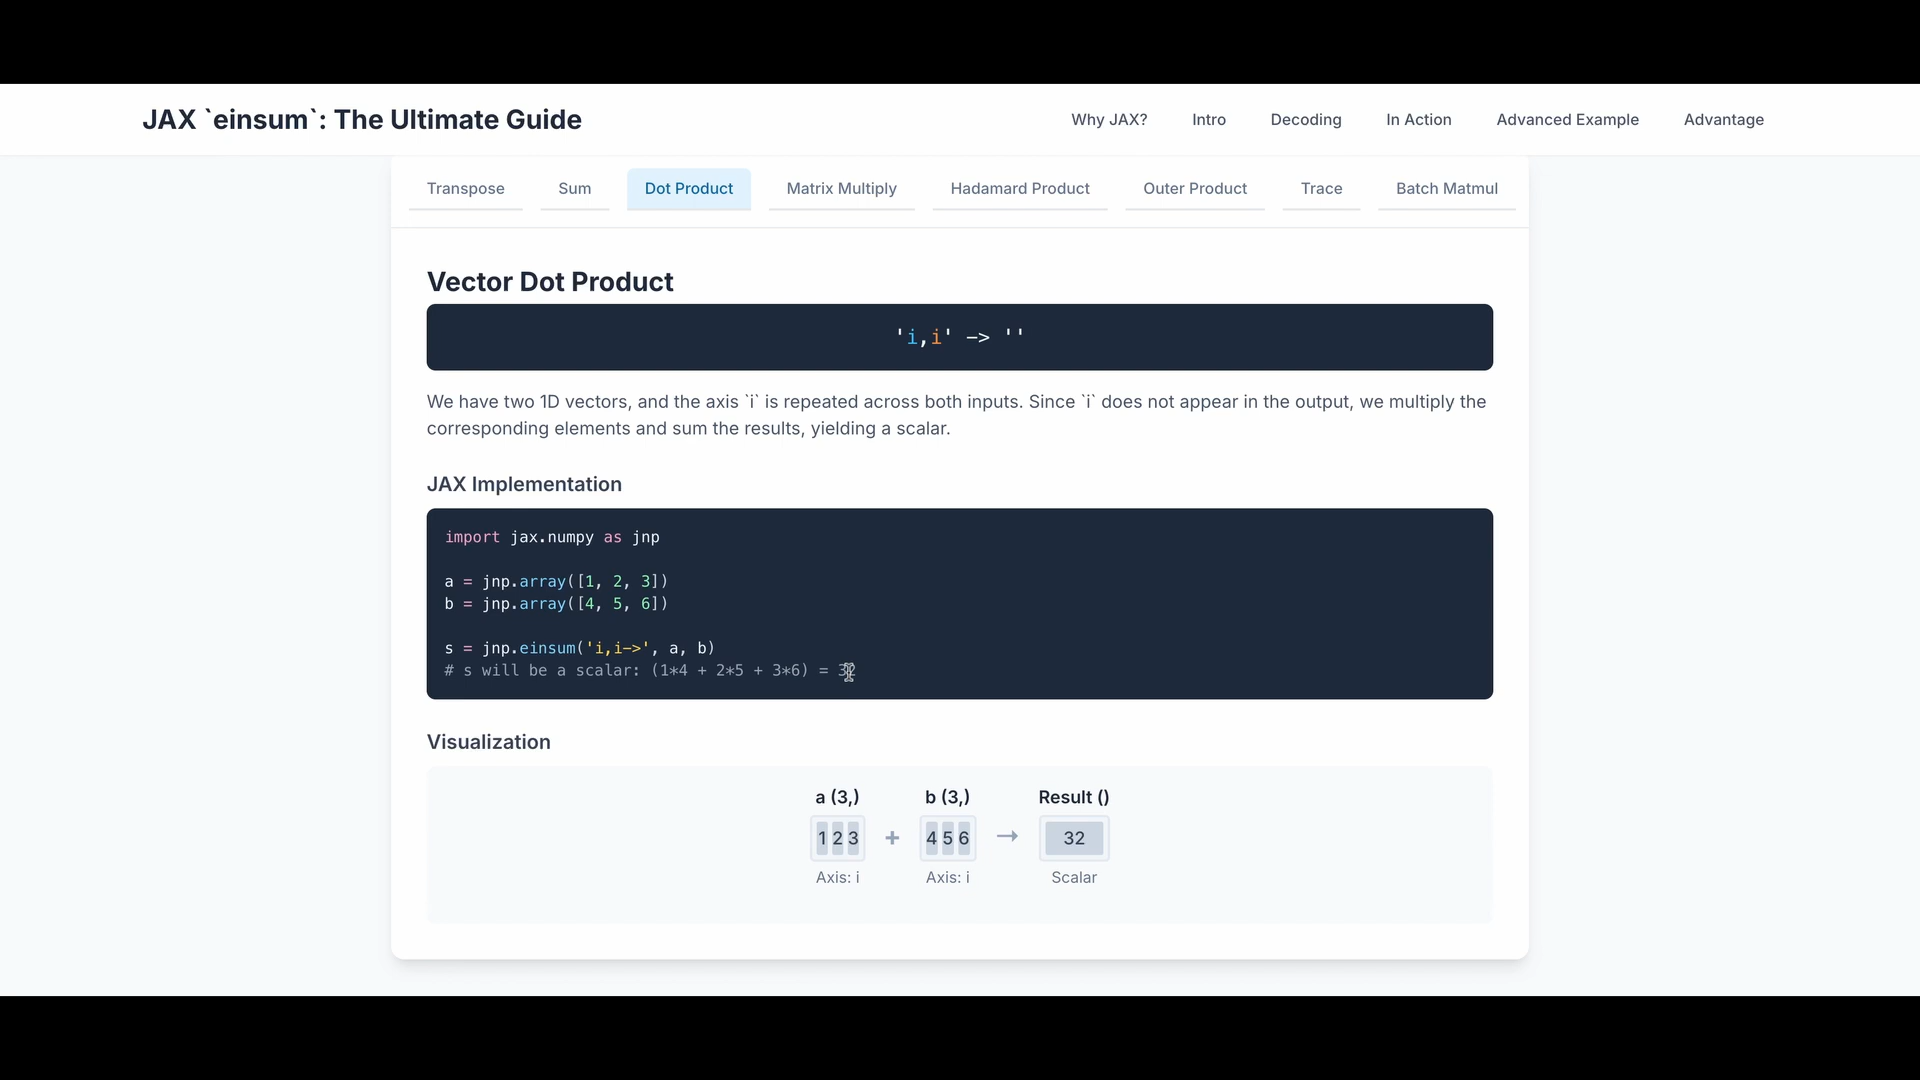 JAX `einsum`: The Ultimate Guide
Why JAX? Intro Decoding In Action Advanced Example Advantage
Transpose Sum Dot Product Matrix Multiply Hadamard Product Outer Product Trace Batch Matmul
Vector Dot Product
'i,i' -> ''
We have two 1D vectors, and the axis `i` is repeated across both inputs. Since `i` does not appear in the output, we multiply the
corresponding elements and sum the results, yielding a scalar.
JAX Implementation
import jax.numpy as jnp
a = jnp.array([1, 2, 3])
b = jnp.array([4, 5, 6])
s = jnp.einsum('i,i->', a, b)
# s will be a scalar: (1*4 + 2*5 + 3*6) = 32
Visualization
a (3,) b (3,) Result ()
1 2 3 + 4 5 6 → 32
Axis: i Axis: i Scalar